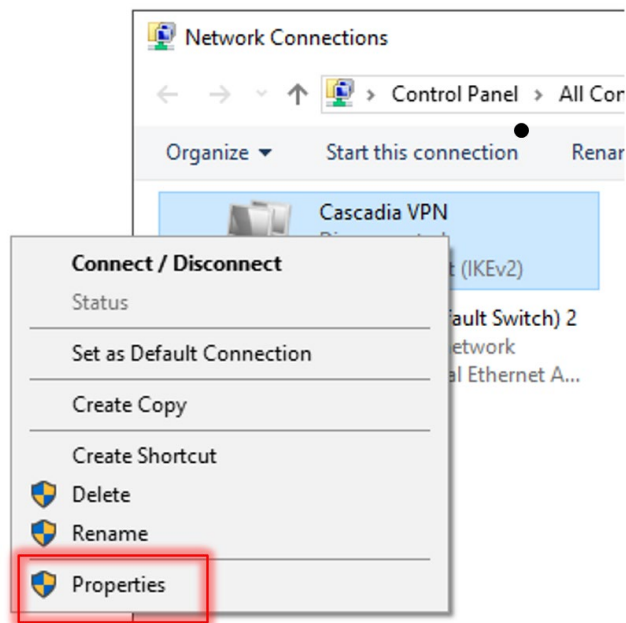 Network Connections
Control Panel > All Con
Organize Start this connection Renar
Cascadia VPN
t (IKEv2)
Connect / Disconnect
Status
ault Switch) 2
etwork
Set as Default Connection
al Ethernet A...
Create Copy
Create Shortcut
Delete
Rename
Properties